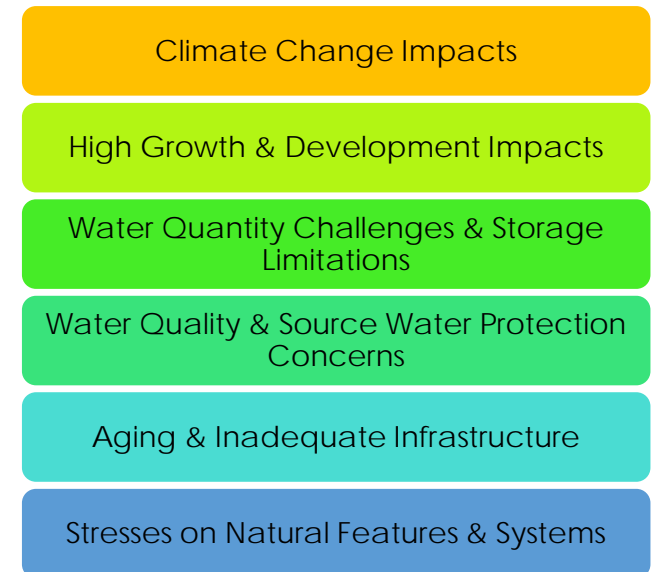 Climate Change Impacts
High Growth & Development Impacts
Water Quantity Challenges & Storage
Limitations
Water Quality & Source Water Protection
Concerns
Aging & Inadequate Infrastructure
Stresses on Natural Features & Systems